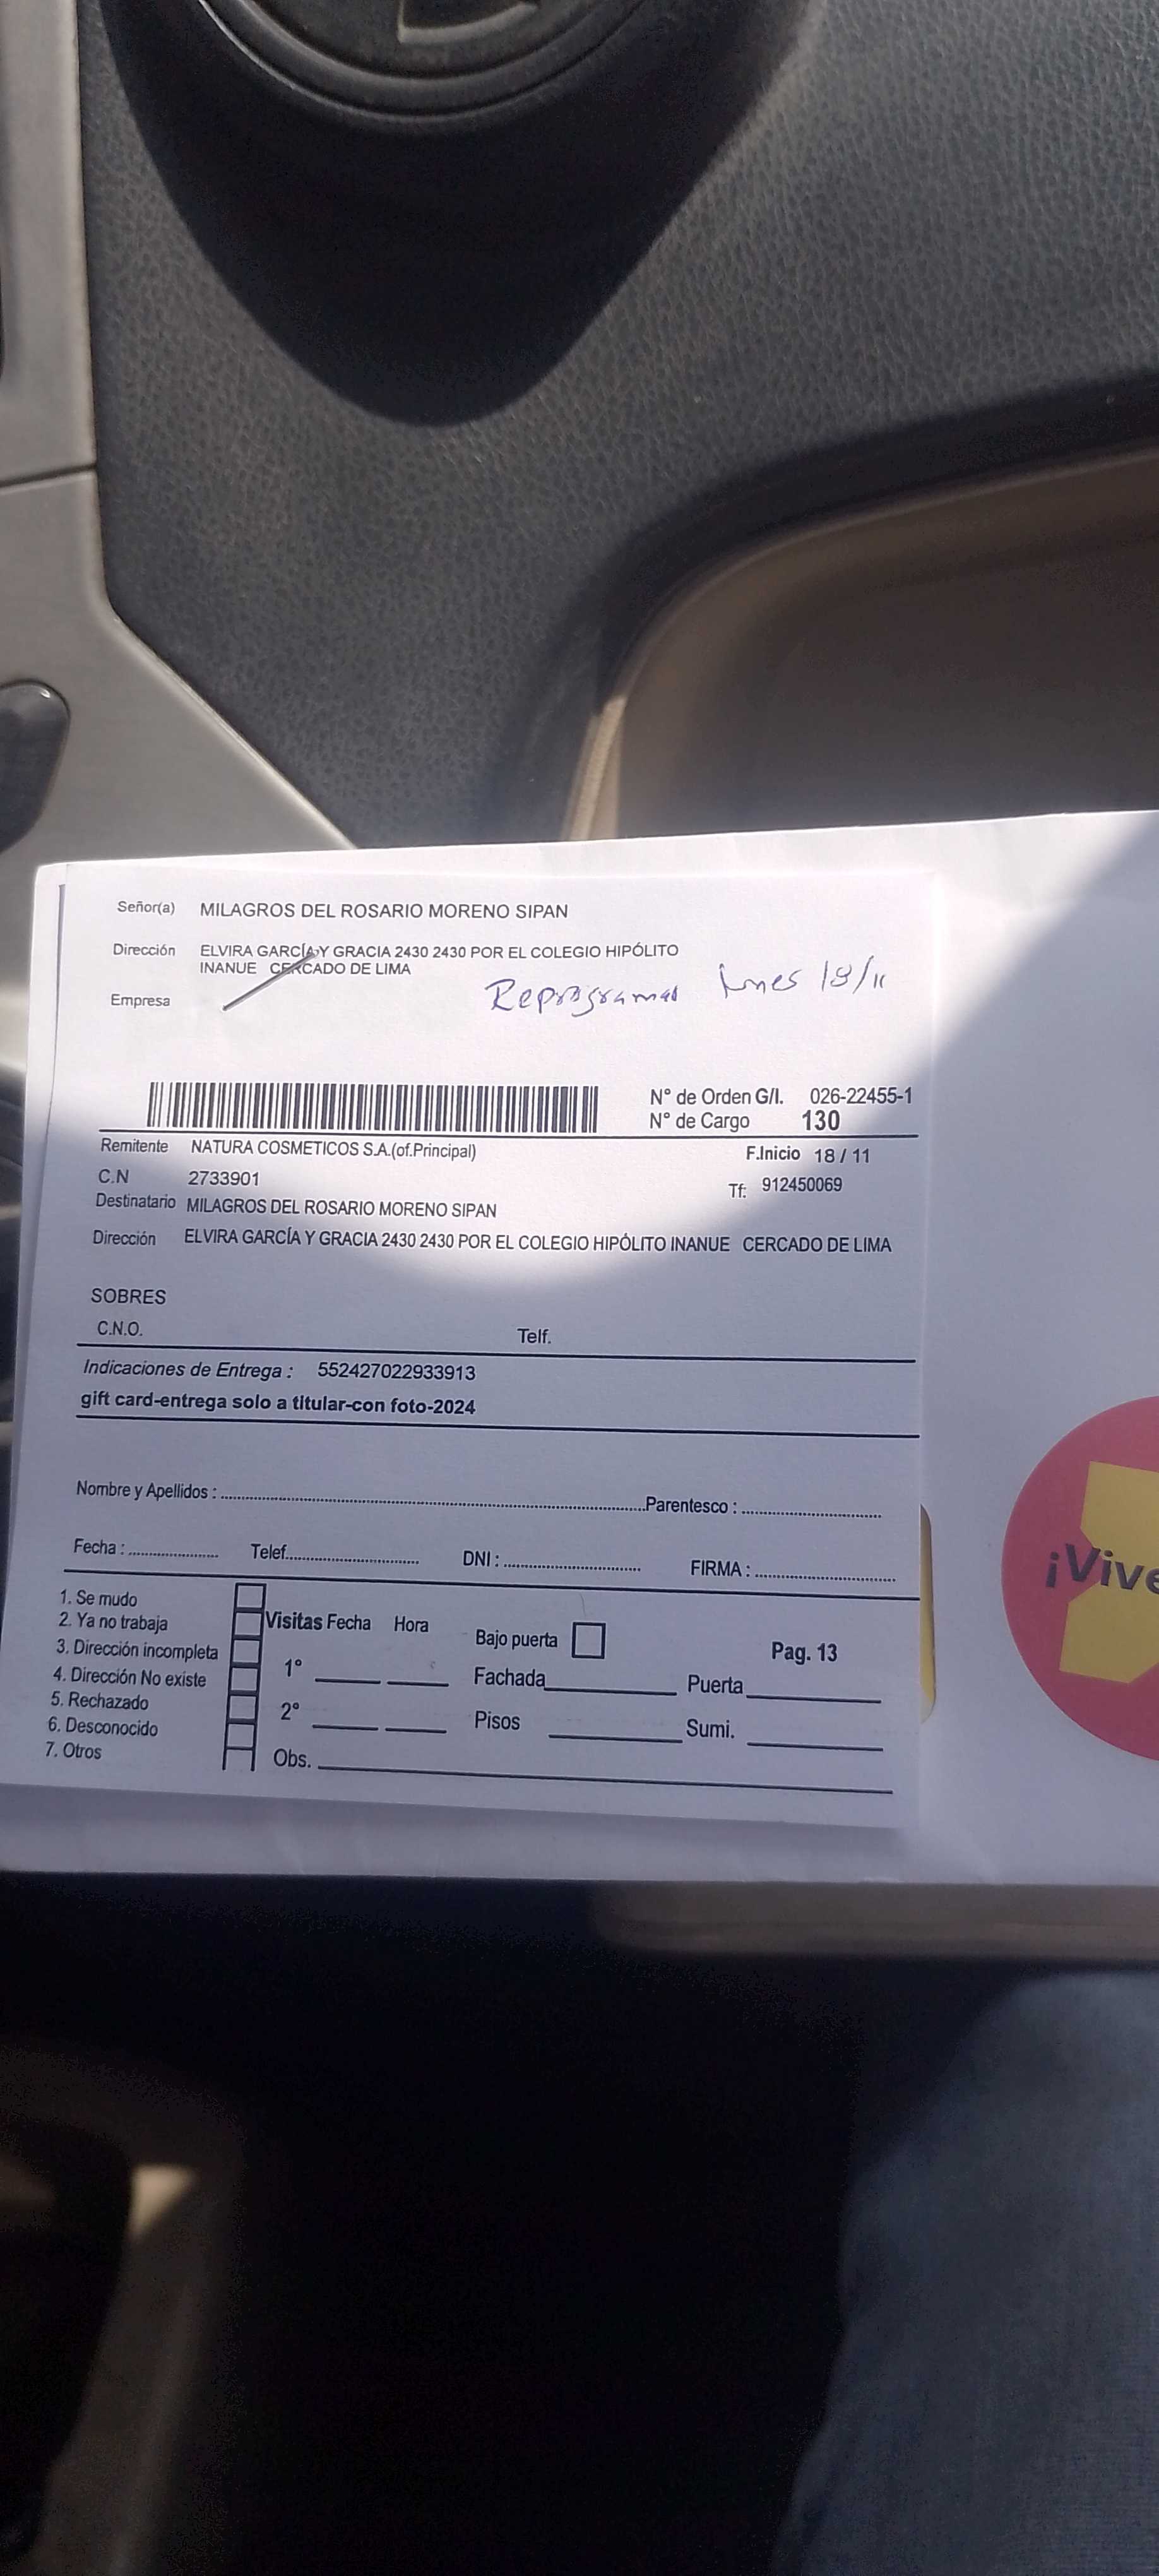 Señor(a) MILAGROS DEL ROSARIO MORENO SIPAN
Dirección ELVIRA GARCÍA Y GRACIA 2430 2430 POR EL COLEGIO HIPÓLITO
INANUE CERCADO DE LIMA
Empresa
Reprogramas lunes 18/11
N° de Orden G/I. 026-22455-1
N° de Cargo 130
Remitente NATURA COSMETICOS S.A.(of.Principal)
F.Inicio 18 / 11
C.N 2733901
Tf: 912450069
Destinatario MILAGROS DEL ROSARIO MORENO SIPAN
Dirección ELVIRA GARCÍA Y GRACIA 2430 2430 POR EL COLEGIO HIPÓLITO INANUE CERCADO DE LIMA
SOBRES
C.N.O. Telf.
Indicaciones de Entrega : 552427022933913
gift card-entrega solo a titular-con foto-2024
Nombre y Apellidos : Parentesco :
Fecha : Telef. DNI : FIRMA :
1. Se mudo
2. Ya no trabaja
3. Dirección incompleta
4. Dirección No existe
5. Rechazado
6. Desconocido
7. Otros
Visitas Fecha Hora
1°
2°
Obs.
Bajo puerta
Pag. 13
Fachada Puerta
Pisos Sumi.
¡Vive